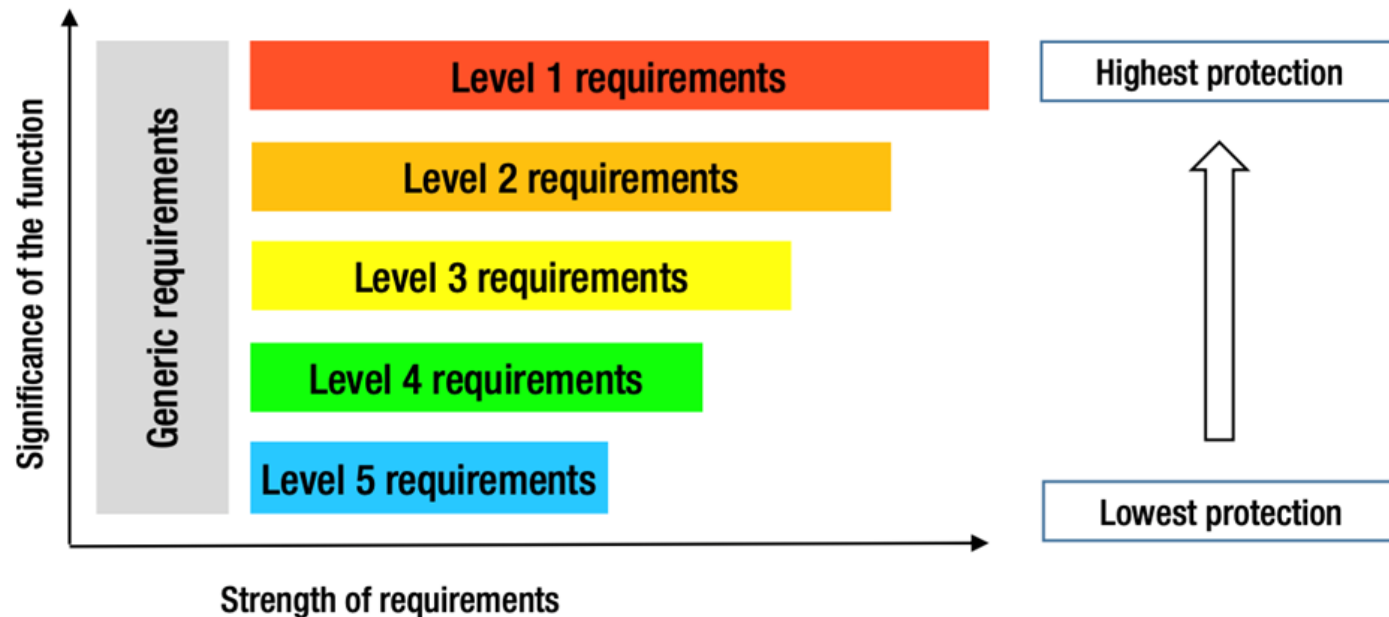 Significance of the function
Generic requirements
Level 1 requirements
Level 2 requirements
Level 3 requirements
Level 4 requirements
Level 5 requirements
Strength of requirements
Highest protection
Lowest protection